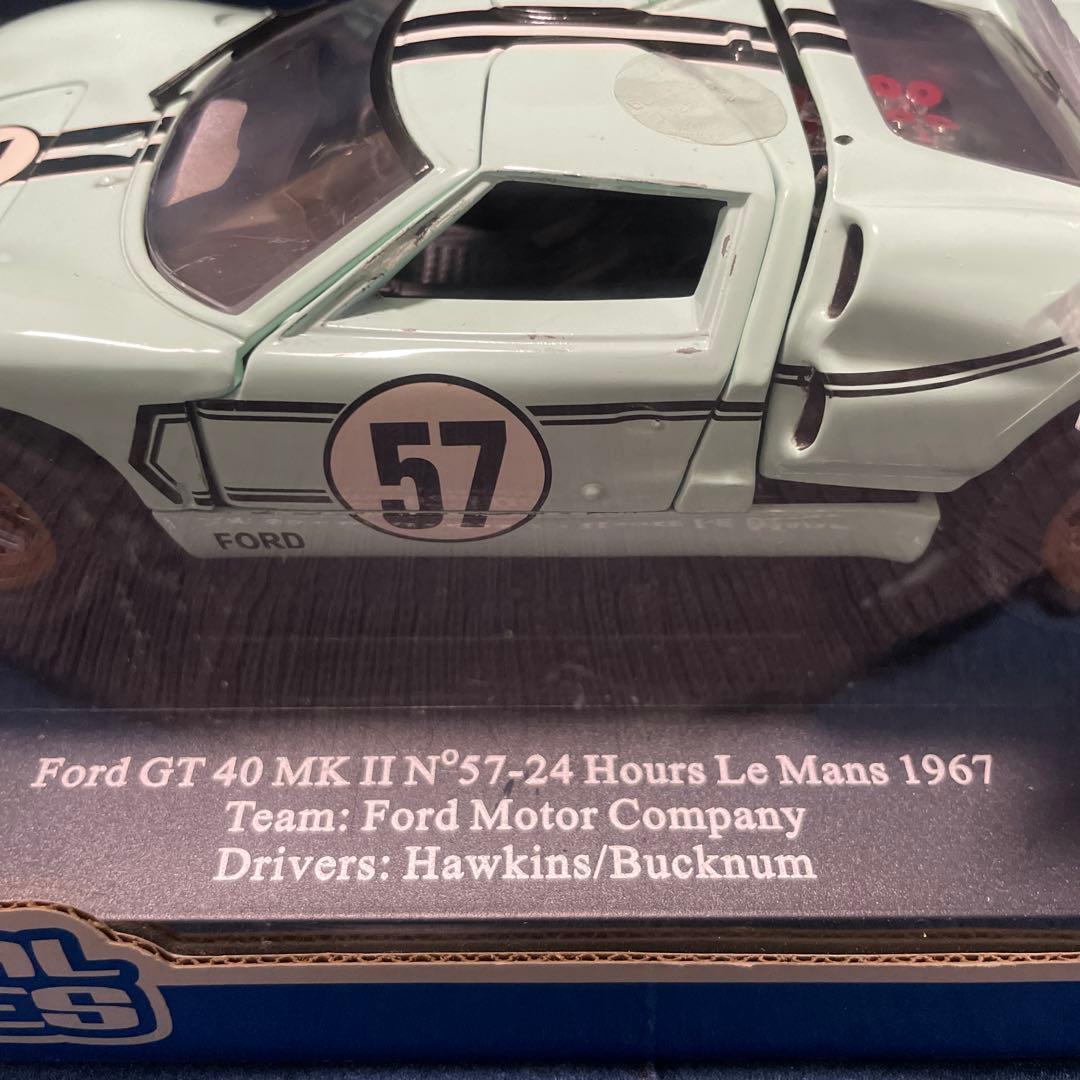 57
FORD
Ford GT 40 MK II Nº57-24 Hours Le Mans 1967
Team: Ford Motor Company
Drivers: Hawkins/Bucknum